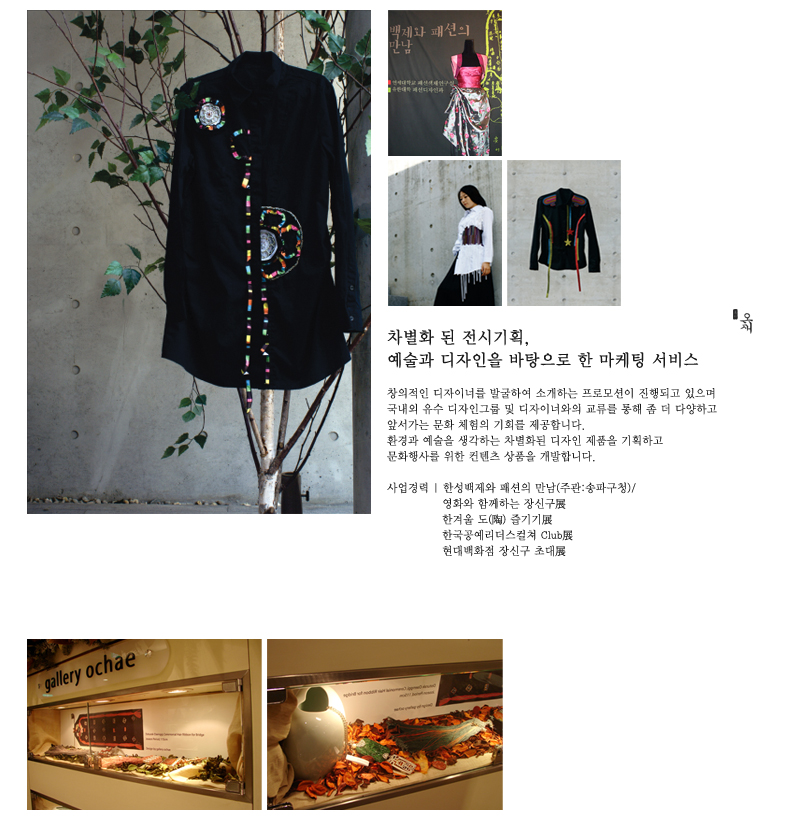 백제와 패션의
만남
차별화 된 전시기획,
예술과 디자인을 바탕으로 한 마케팅 서비스
창의적인 디자이너를 발굴하여 소개하는 프로모션이 진행되고 있으며
국내외 유수 디자인그룹 및 디자이너와의 교류를 통해 좀 더 다양하고
앞서가는 문화 체험의 기회를 제공합니다.
환경과 예술을 생각하는 차별화된 디자인 제품을 기획하고
문화행사를 위한 컨텐츠 상품을 개발합니다.
사업경력 | 한성백제와 패션의 만남(주관:송파구청)/
영화와 함께하는 장신구展
한겨울 도(陶) 즐기기展
한국공예리더스컬쳐 Club展
현대백화점 장신구 초대展
gallery ochae